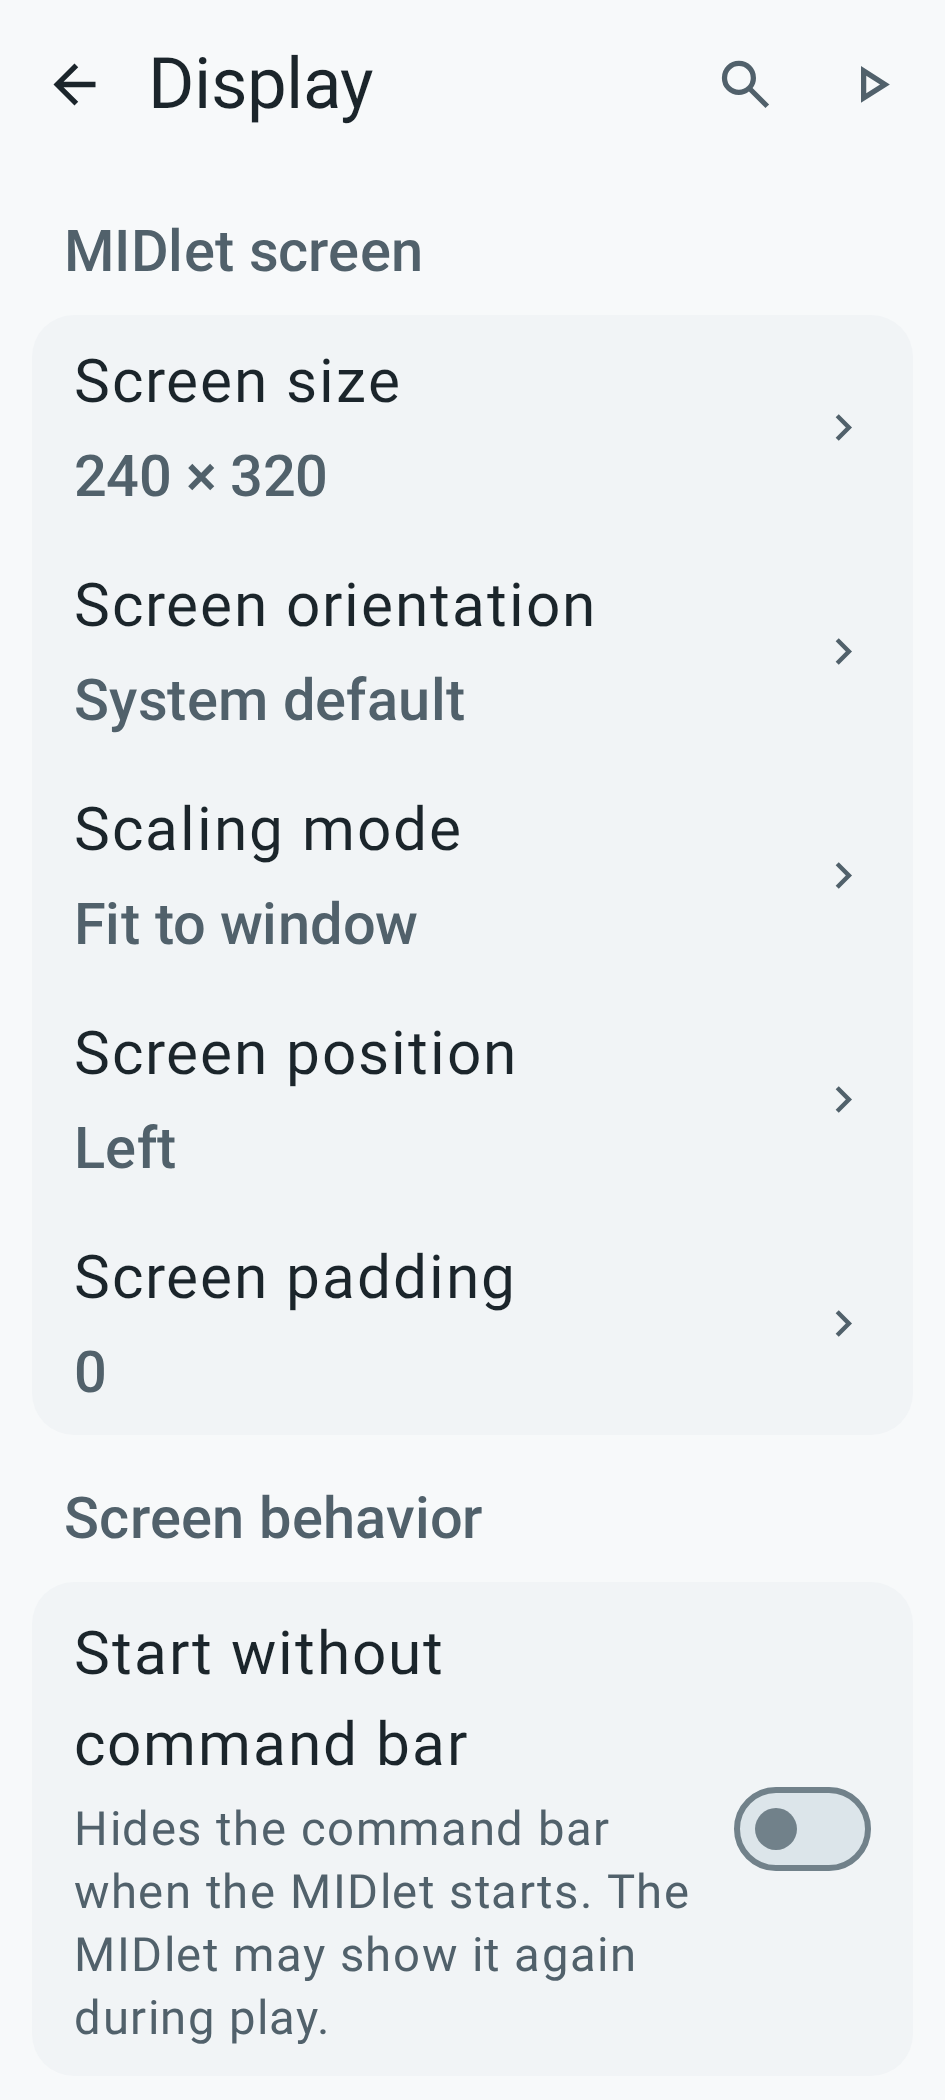 Display
MIDlet screen
Screen size
240 × 320
Screen orientation
System default
Scaling mode
Fit to window
Screen position
Left
Screen padding
0
Screen behavior
Start without
command bar
Hides the command bar
when the MIDlet starts. The
MIDlet may show it again
during play.